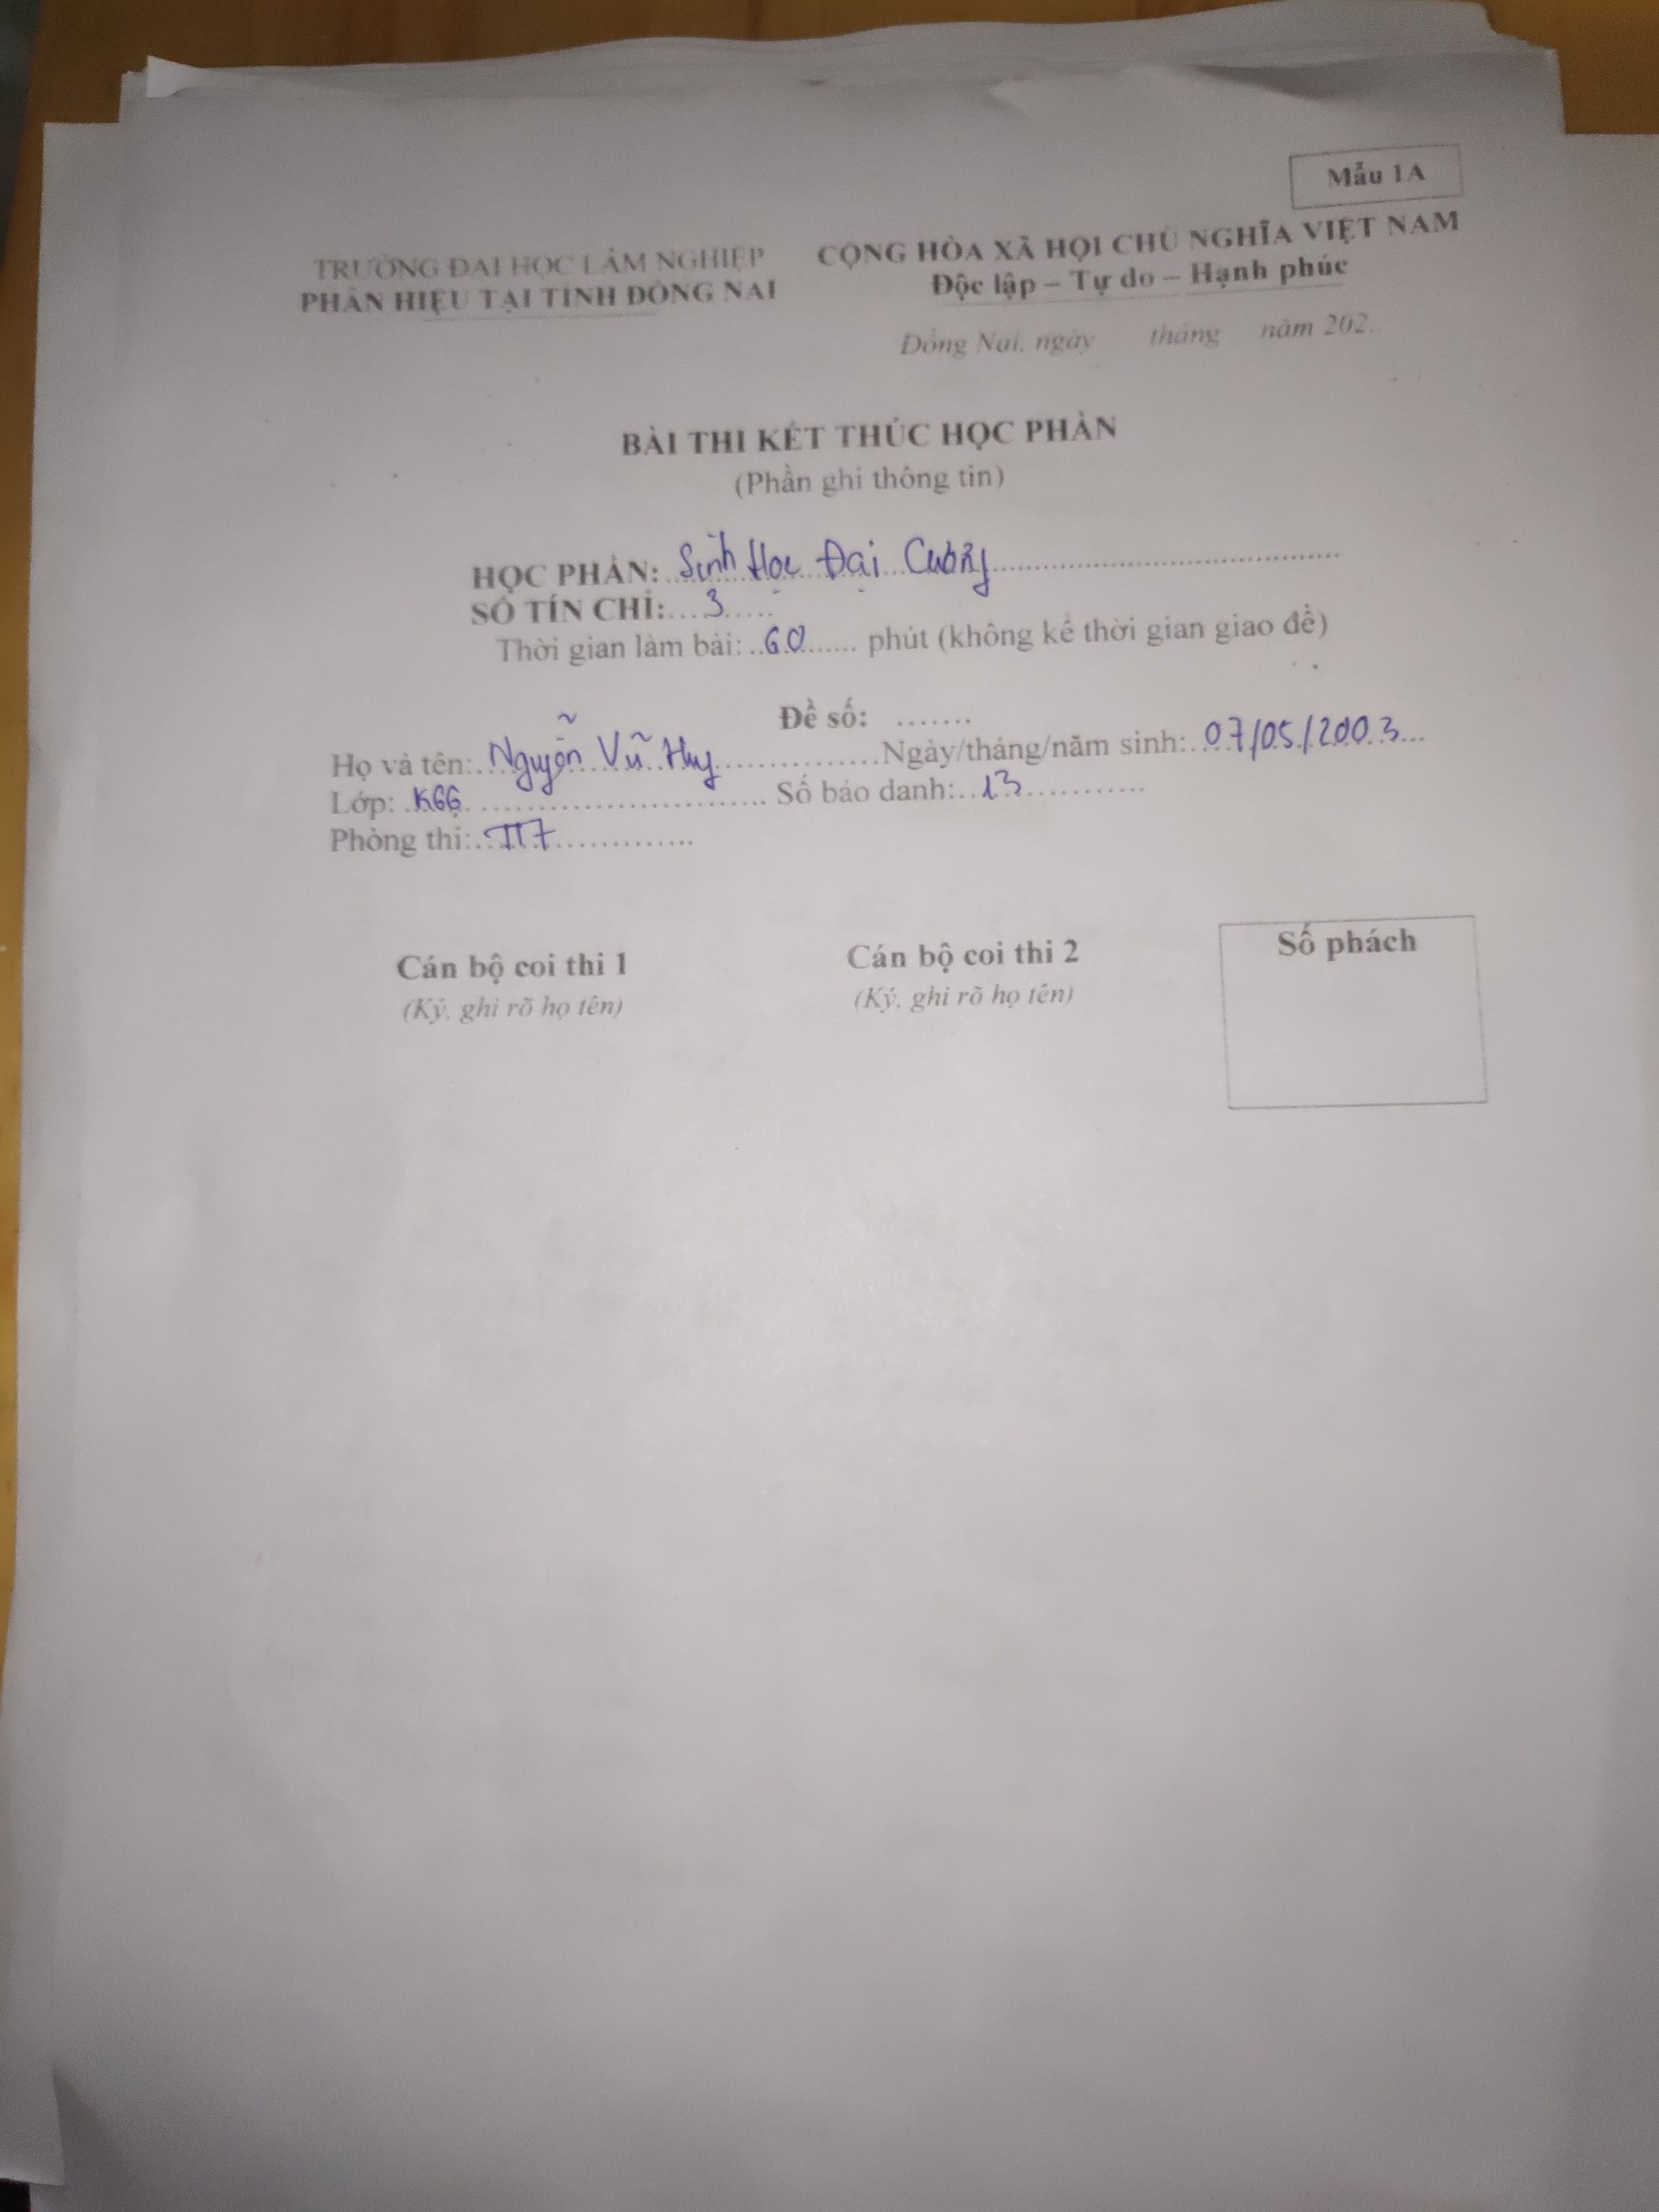 Mẫu 1A
TRƯỜNG ĐẠI HỌC LÂM NGHIỆP
PHÂN HIỆU TẠI TỈNH ĐỒNG NAI
CỘNG HÒA XÃ HỘI CHỦ NGHĨA VIỆT NAM
Độc lập – Tự do – Hạnh phúc
Đồng Nai, ngày tháng năm 202..
BÀI THI KẾT THÚC HỌC PHẦN
(Phần ghi thông tin)
HỌC PHẦN: Sinh Học Đại Cương
SỐ TÍN CHỈ: 3
Thời gian làm bài: 60 phút (không kể thời gian giao đề)
Đề số: .......
Họ và tên: Nguyễn Vũ Huy Ngày/tháng/năm sinh: 07/05/2003
Lớp: K66 Số báo danh: 13
Phòng thi:
Cán bộ coi thi 1 Cán bộ coi thi 2 Số phách
(Ký, ghi rõ họ tên) (Ký, ghi rõ họ tên)